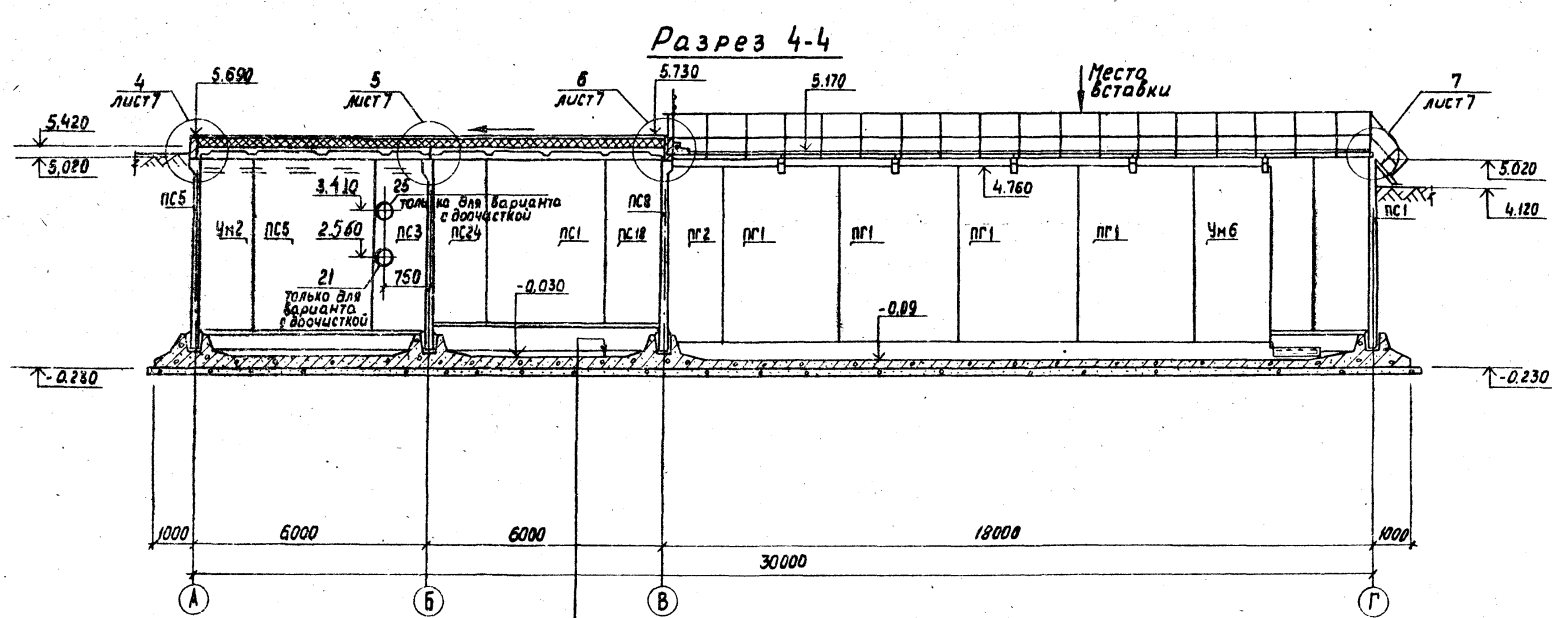 Разрез 4-4
4
лист 7
5.690
5
лист 7
6
лист 7
5.730
5.170
Место
вставки
7
лист 7
5,420
5,020
5.020
4.120
3.410
25
только для варианта
с доочисткой
4.760
ПС5
Ум2
ПС5
2.560
ПС3
ПС24
ПС1
ПС18
ПС8
ПГ2
ПГ1
ПГ1
ПГ1
ПГ1
Ум6
ПС1
21
только для
варианта
с доочисткой
750
-0,030
-0,09
-0.230
-0.230
1000
6000
6000
18000
1000
30000
А
Б
В
Г